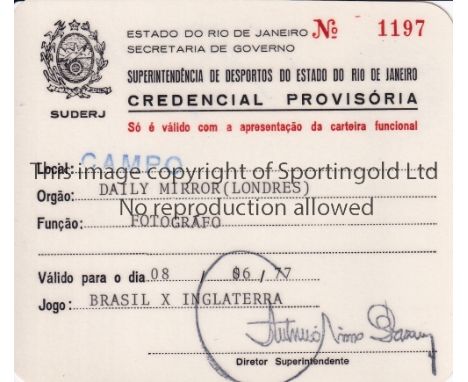 ESTADO DO RIO DE JANEIRO Nº 1197
SECRETARIA DE GOVERNO
SUPERINTENDÊNCIA DE DESPORTOS DO ESTADO DO RIO DE JANEIRO
SUDERJ
CREDENCIAL PROVISÓRIA
Só é válido com a apresentação da carteira funcional
Local: CAMPO
This image copyright of Sportingold Ltd
Orgão: DAILY MIRROR(LONDRES)
No reproduction allowed
Função: FOTOGRAFO
Válido para o dia 08 / 06 / 77
Jogo: BRASIL X INGLATERRA
Diretor Superintendente